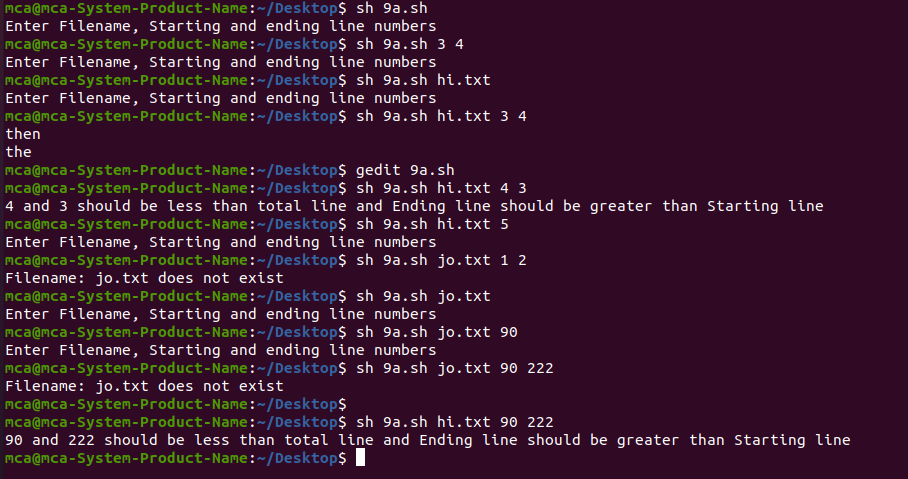 mca@mca-System-Product-Name:~/Desktop$ sh 9a.sh
Enter Filename, Starting and ending line numbers
mca@mca-System-Product-Name:~/Desktop$ sh 9a.sh 3 4
Enter Filename, Starting and ending line numbers
mca@mca-System-Product-Name:~/Desktop$ sh 9a.sh hi.txt
Enter Filename, Starting and ending line numbers
mca@mca-System-Product-Name:~/Desktop$ sh 9a.sh hi.txt 3 4
then
the
mca@mca-System-Product-Name:~/Desktop$ gedit 9a.sh
mca@mca-System-Product-Name:~/Desktop$ sh 9a.sh hi.txt 4 3
4 and 3 should be less than total line and Ending line should be greater than Starting line
mca@mca-System-Product-Name:~/Desktop$ sh 9a.sh hi.txt 5
Enter Filename, Starting and ending line numbers
mca@mca-System-Product-Name:~/Desktop$ sh 9a.sh jo.txt 1 2
Filename: jo.txt does not exist
mca@mca-System-Product-Name:~/Desktop$ sh 9a.sh jo.txt
Enter Filename, Starting and ending line numbers
mca@mca-System-Product-Name:~/Desktop$ sh 9a.sh jo.txt 90
Enter Filename, Starting and ending line numbers
mca@mca-System-Product-Name:~/Desktop$ sh 9a.sh jo.txt 90 222
Filename: jo.txt does not exist
mca@mca-System-Product-Name:~/Desktop$
mca@mca-System-Product-Name:~/Desktop$ sh 9a.sh hi.txt 90 222
90 and 222 should be less than total line and Ending line should be greater than Starting line
mca@mca-System-Product-Name:~/Desktop$